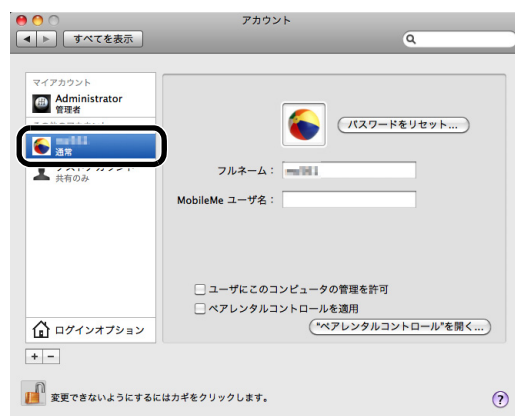 アカウント
すべてを表示
マイアカウント
Administrator
管理者
通常
共有のみ
ログインオプション
パスワードをリセット...
フルネーム：
MobileMe ユーザ名：
ユーザにこのコンピュータの管理を許可
ペアレンタルコントロールを適用
“ペアレンタルコントロール”を開く...
変更できないようにするにはカギをクリックします。
?